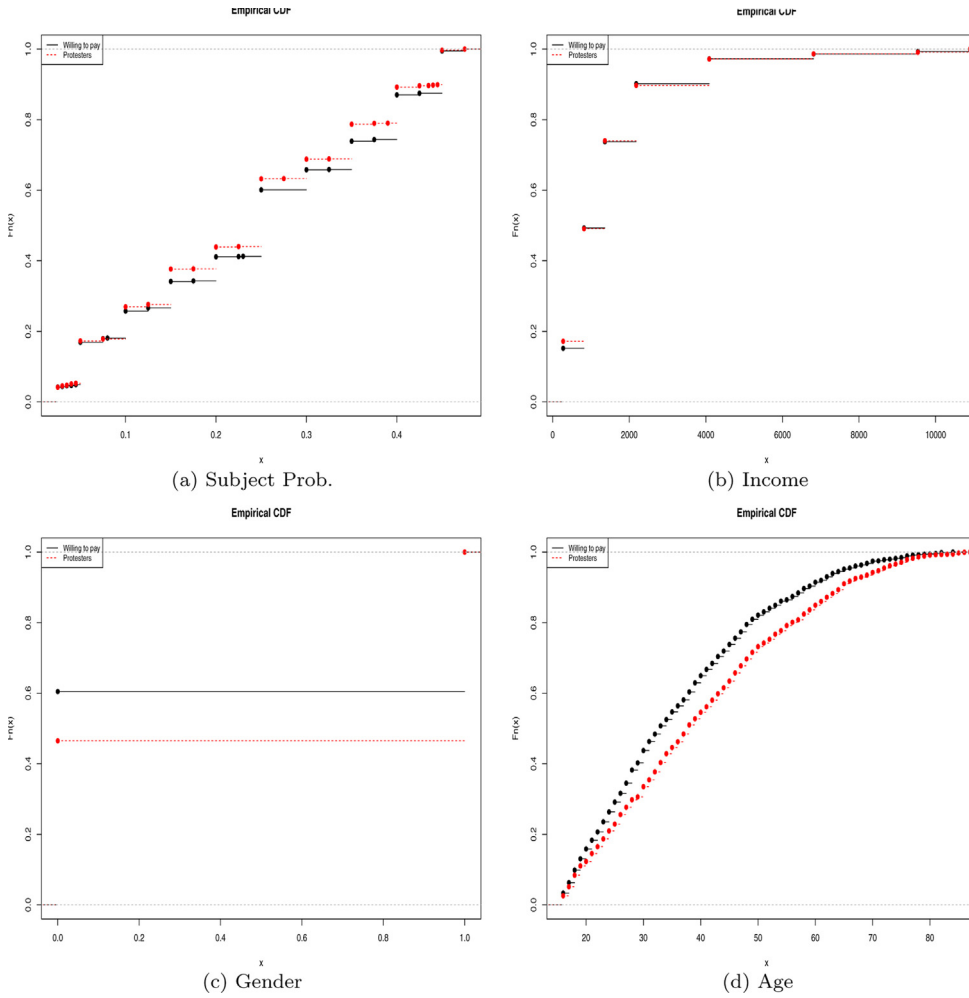 Empirical CDF
Willing to pay
Protesters
Fn(x)
1.0
0.8
0.6
0.4
0.2
0.0
0.1 0.2 0.3 0.4
x
(a) Subject Prob.
Empirical CDF
Willing to pay
Protesters
Fn(x)
1.0
0.8
0.6
0.4
0.2
0.0
0 2000 4000 6000 8000 10000
x
(b) Income
Empirical CDF
Willing to pay
Protesters
Fn(x)
1.0
0.8
0.6
0.4
0.2
0.0
0.0 0.2 0.4 0.6 0.8 1.0
x
(c) Gender
Empirical CDF
Willing to pay
Protesters
Fn(x)
1.0
0.8
0.6
0.4
0.2
0.0
20 30 40 50 60 70 80
x
(d) Age